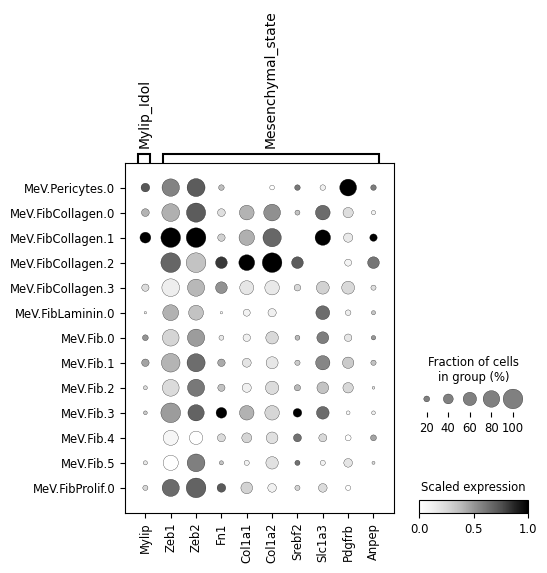 Mylip_Idol
Mesenchymal_state
MeV.Pericytes.0
MeV.FibCollagen.0
MeV.FibCollagen.1
MeV.FibCollagen.2
MeV.FibCollagen.3
MeV.FibLaminin.0
MeV.Fib.0
MeV.Fib.1
MeV.Fib.2
MeV.Fib.3
MeV.Fib.4
MeV.Fib.5
MeV.FibProlif.0
Mylip
Zeb1
Zeb2
Fn1
Col1a1
Col1a2
Srebf2
Slc1a3
Pdgfrb
Anpep
Fraction of cells
in group (%)
20 40 60 80 100
Scaled expression
0.0 0.5 1.0